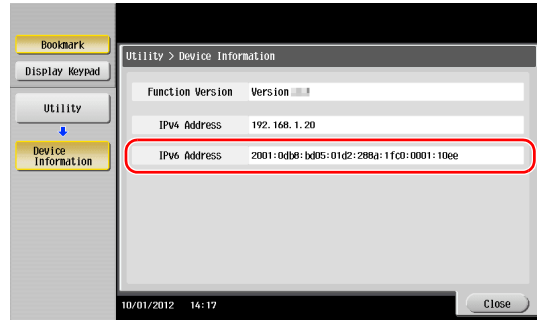 Bookmark
Display Keypad
Utility
Device
Information
Utility > Device Information
Function Version Version
IPv4 Address 192.168.1.20
IPv6 Address 2001:0db8:bd05:01d2:288a:1fc0:0001:10ee
10/01/2012 14:17
Close